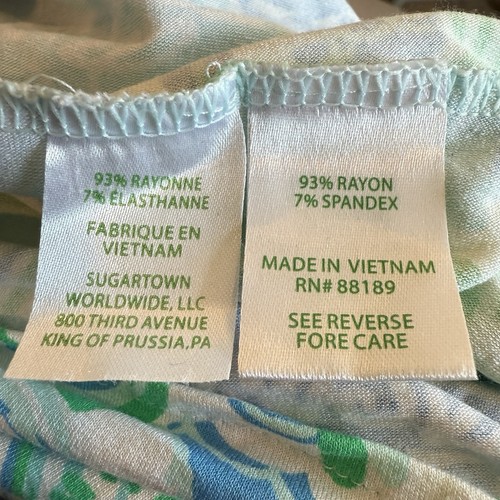 93% RAYONNE
7% ÉLASTHANNE
FABRIQUE EN
VIETNAM
SUGARTOWN
WORLDWIDE, LLC
800 THIRD AVENUE
KING OF PRUSSIA,PA
93% RAYON
7% SPANDEX
MADE IN VIETNAM
RN# 88189
SEE REVERSE
FORE CARE